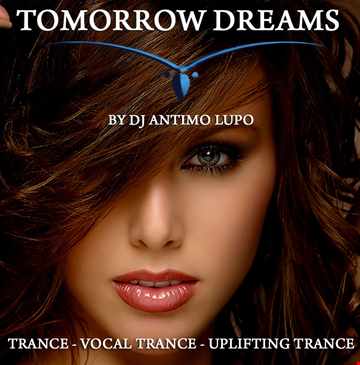 TOMORROW DREAMS
BY DJ ANTIMO LUPO
TRANCE - VOCAL TRANCE - UPLIFTING TRANCE